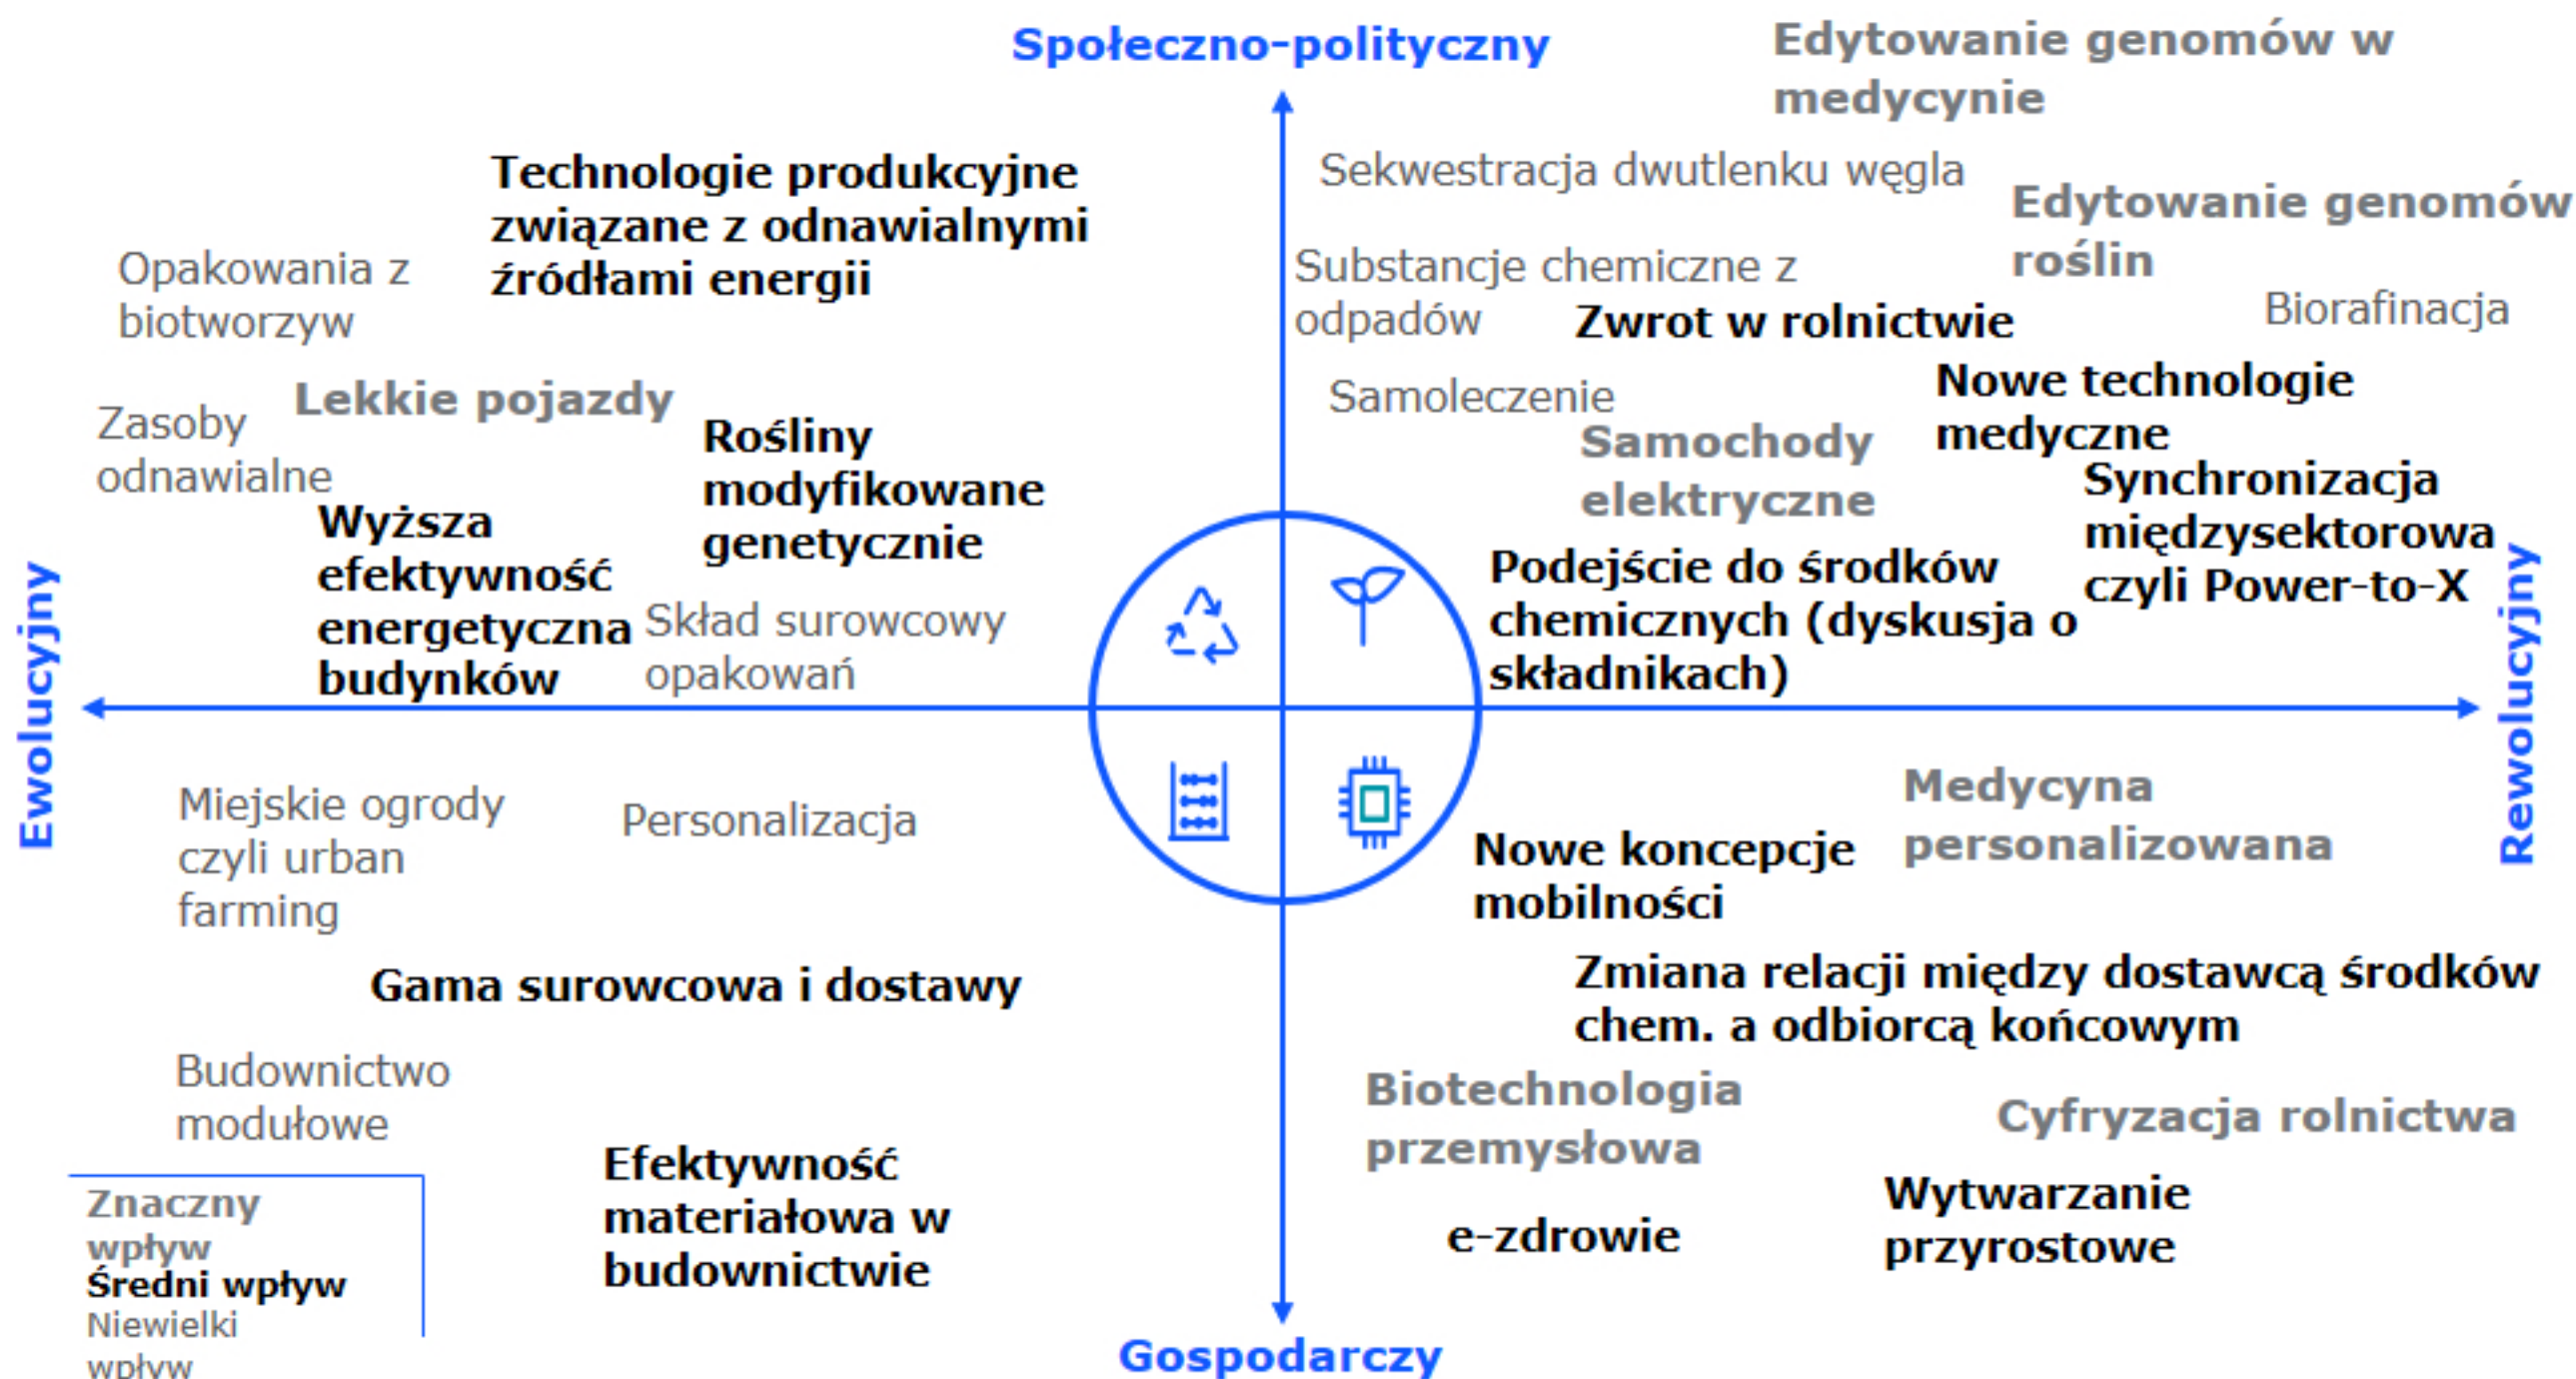 Społeczno-polityczny
Edytowanie genomów w
medycynie
Technologie produkcyjne
związane z odnawialnymi
źródłami energii
Opakowania z
biotworzyw
Lekkie pojazdy
Zasoby
odnawialne
Rośliny
modyfikowane
genetycznie
Wyższa
efektywność
energetyczna
budynków
Skład surowcowy
opakowań
Sekwestracja dwutlenku węgla
Edytowanie genomów
roślin
Substancje chemiczne z
odpadów
Zwrot w rolnictwie
Biorafinacja
Samoleczenie
Nowe technologie
medyczne
Samochody
elektryczne
Synchronizacja
międzysektorowa
czyli Power-to-X
Podejście do środków
chemicznych (dyskusja o
składnikach)
Ewolucyjny
Rewolucyjny
Miejskie ogrody
czyli urban
farming
Personalizacja
Gama surowcowa i dostawy
Budownictwo
modułowe
Efektywność
materiałowa w
budownictwie
Medycyna
personalizowana
Nowe koncepcje
mobilności
Zmiana relacji między dostawcą środków
chem. a odbiorcą końcowym
Biotechnologia
przemysłowa
Cyfryzacja rolnictwa
e-zdrowie
Wytwarzanie
przyrostowe
Znaczny
wpływ
Średni wpływ
Niewielki
wpływ
Gospodarczy